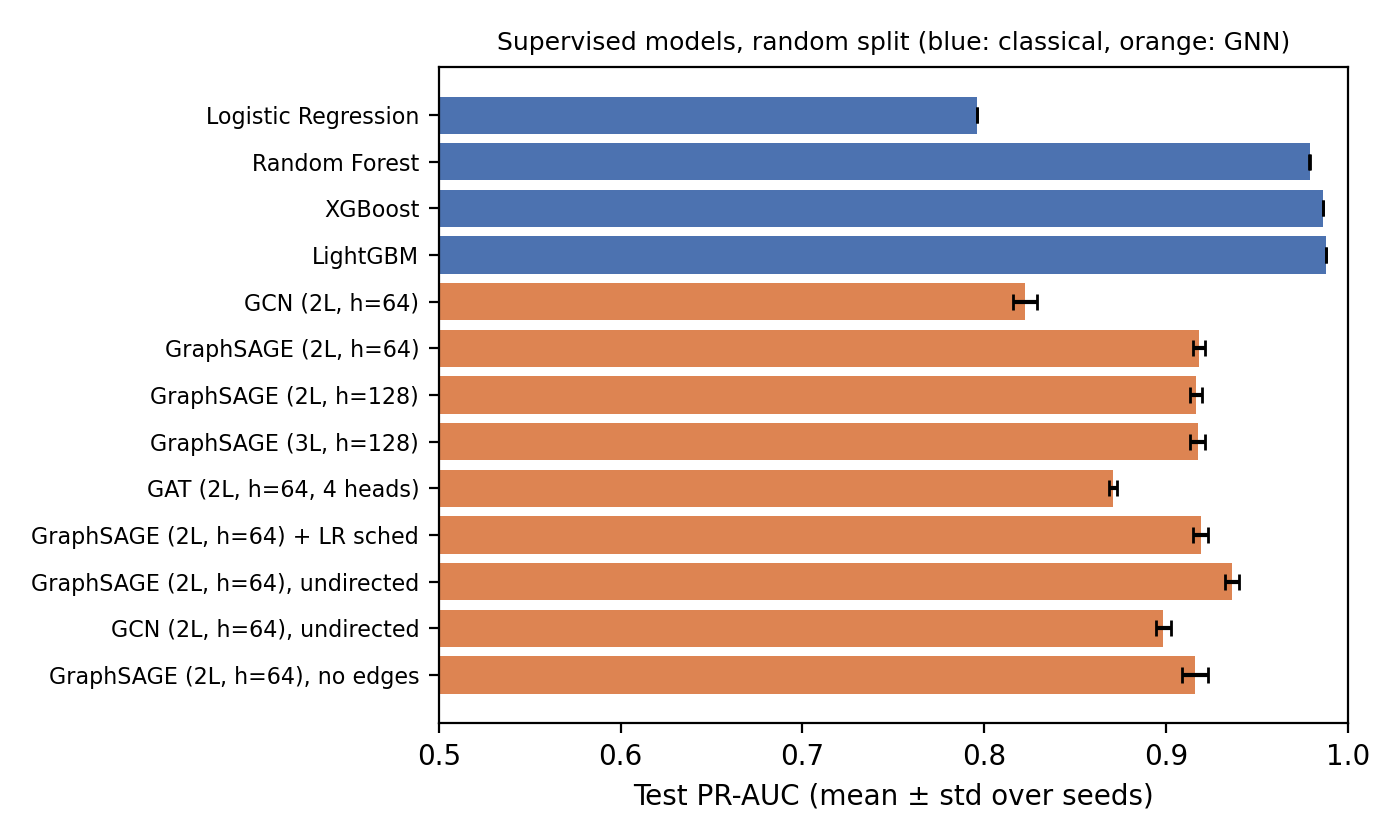 Supervised models, random split (blue: classical, orange: GNN)
Logistic Regression
Random Forest
XGBoost
LightGBM
GCN (2L, h=64)
GraphSAGE (2L, h=64)
GraphSAGE (2L, h=128)
GraphSAGE (3L, h=128)
GAT (2L, h=64, 4 heads)
GraphSAGE (2L, h=64) + LR sched
GraphSAGE (2L, h=64), undirected
GCN (2L, h=64), undirected
GraphSAGE (2L, h=64), no edges
0.5 0.6 0.7 0.8 0.9 1.0
Test PR-AUC (mean ± std over seeds)